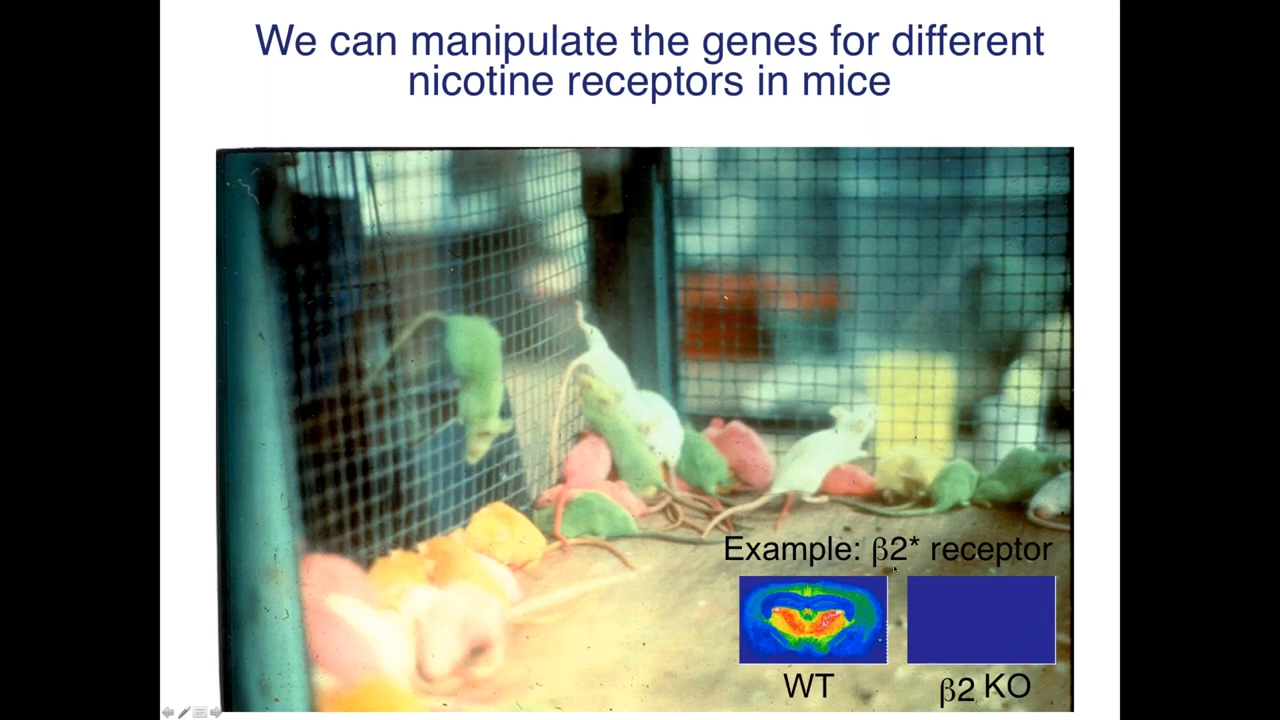 We can manipulate the genes for different
nicotine receptors in mice
Example: β2* receptor
WT
β2 KO